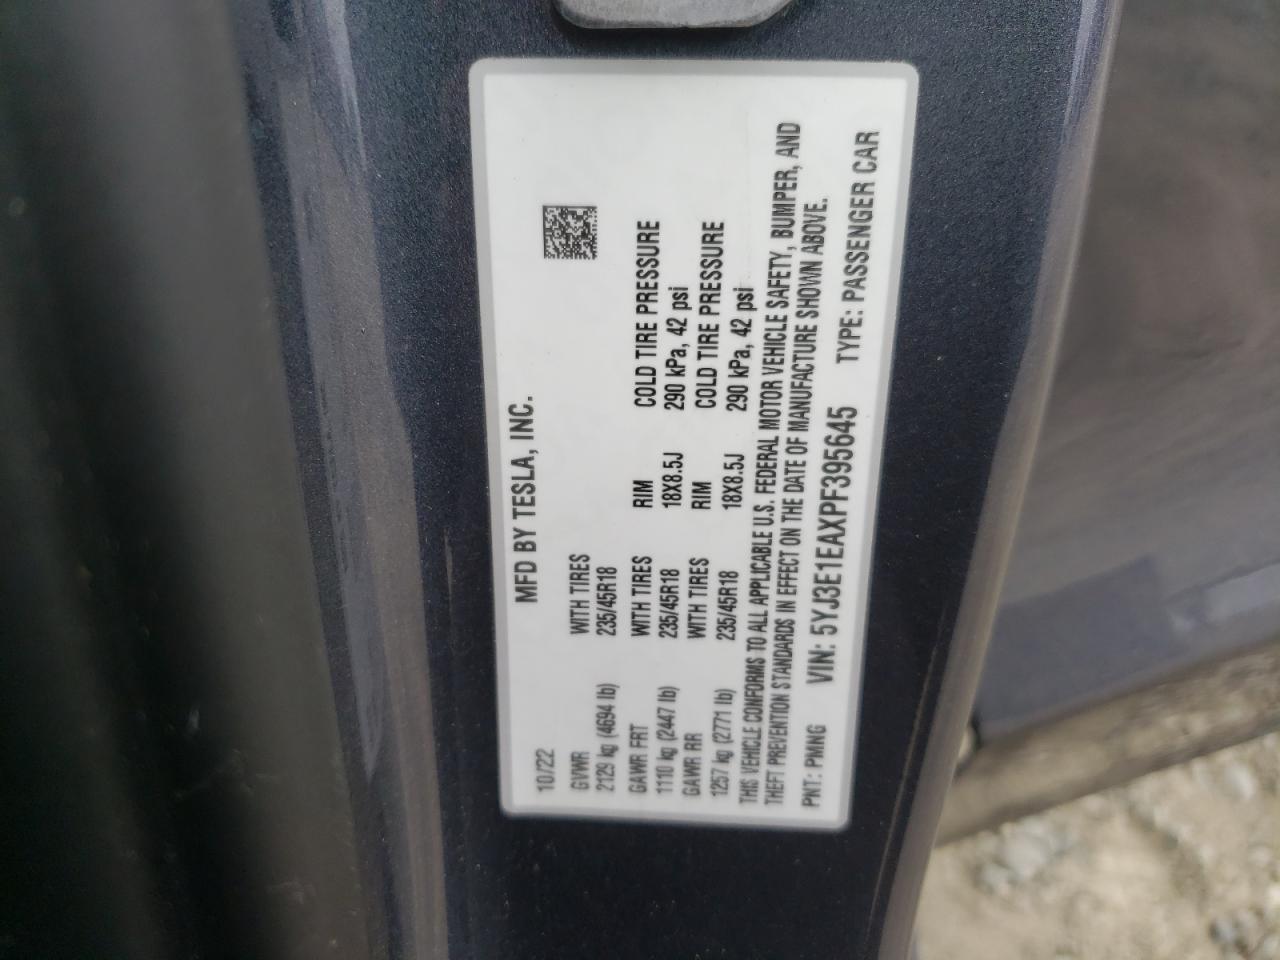 10/22 MFD BY TESLA, INC.
GVWR WITH TIRES
2129 kg (4694 lb) 235/45R18
GAWR FRT WITH TIRES RIM COLD TIRE PRESSURE
1110 kg (2447 lb) 235/45R18 18X8.5J 290 kPa, 42 psi
GAWR RR WITH TIRES RIM COLD TIRE PRESSURE
1257 kg (2771 lb) 235/45R18 18X8.5J 290 kPa, 42 psi
THIS VEHICLE CONFORMS TO ALL APPLICABLE U.S. FEDERAL MOTOR VEHICLE SAFETY, BUMPER, AND
THEFT PREVENTION STANDARDS IN EFFECT ON THE DATE OF MANUFACTURE SHOWN ABOVE.
PNT: PMNG VIN: 5YJ3E1EAXPF395645 TYPE: PASSENGER CAR